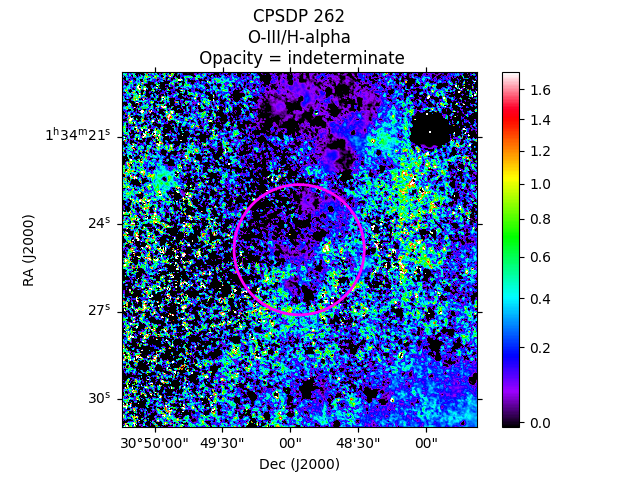 CPSDP 262
O-III/H-alpha
Opacity = indeterminate
1h34m21s
24s
27s
30s
RA (J2000)
30°50'00" 49'30" 00" 48'30" 00"
Dec (J2000)
1.6
1.4
1.2
1.0
0.8
0.6
0.4
0.2
0.0